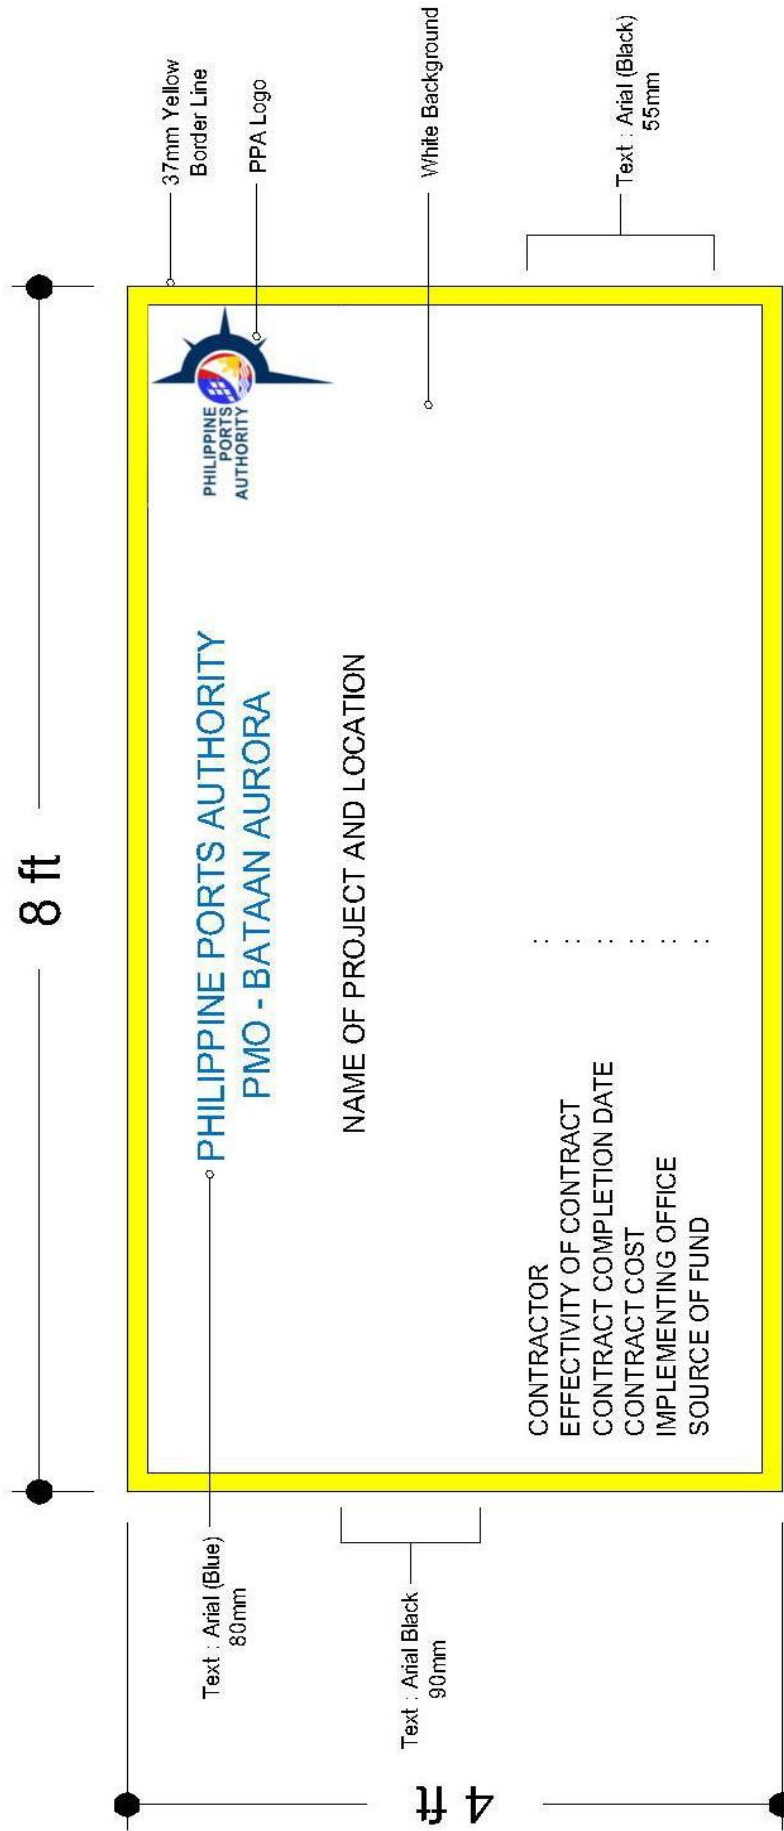 8 ft
4 ft
37mm Yellow
Border Line
PPA Logo
White Background
Text : Arial (Black)
55mm
Text : Arial (Blue)
80mm
Text : Arial Black
90mm
PHILIPPINE PORTS AUTHORITY
PMO - BATAAN AURORA
PHILIPPINE
PORTS
AUTHORITY
NAME OF PROJECT AND LOCATION
CONTRACTOR :
EFFECTIVITY OF CONTRACT :
CONTRACT COMPLETION DATE :
CONTRACT COST :
IMPLEMENTING OFFICE :
SOURCE OF FUND :